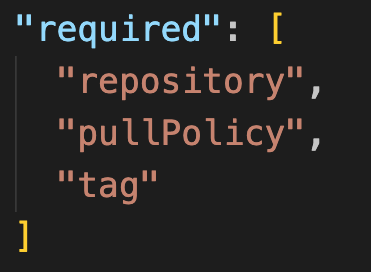 "required": [
"repository",
"pullPolicy",
"tag"
]